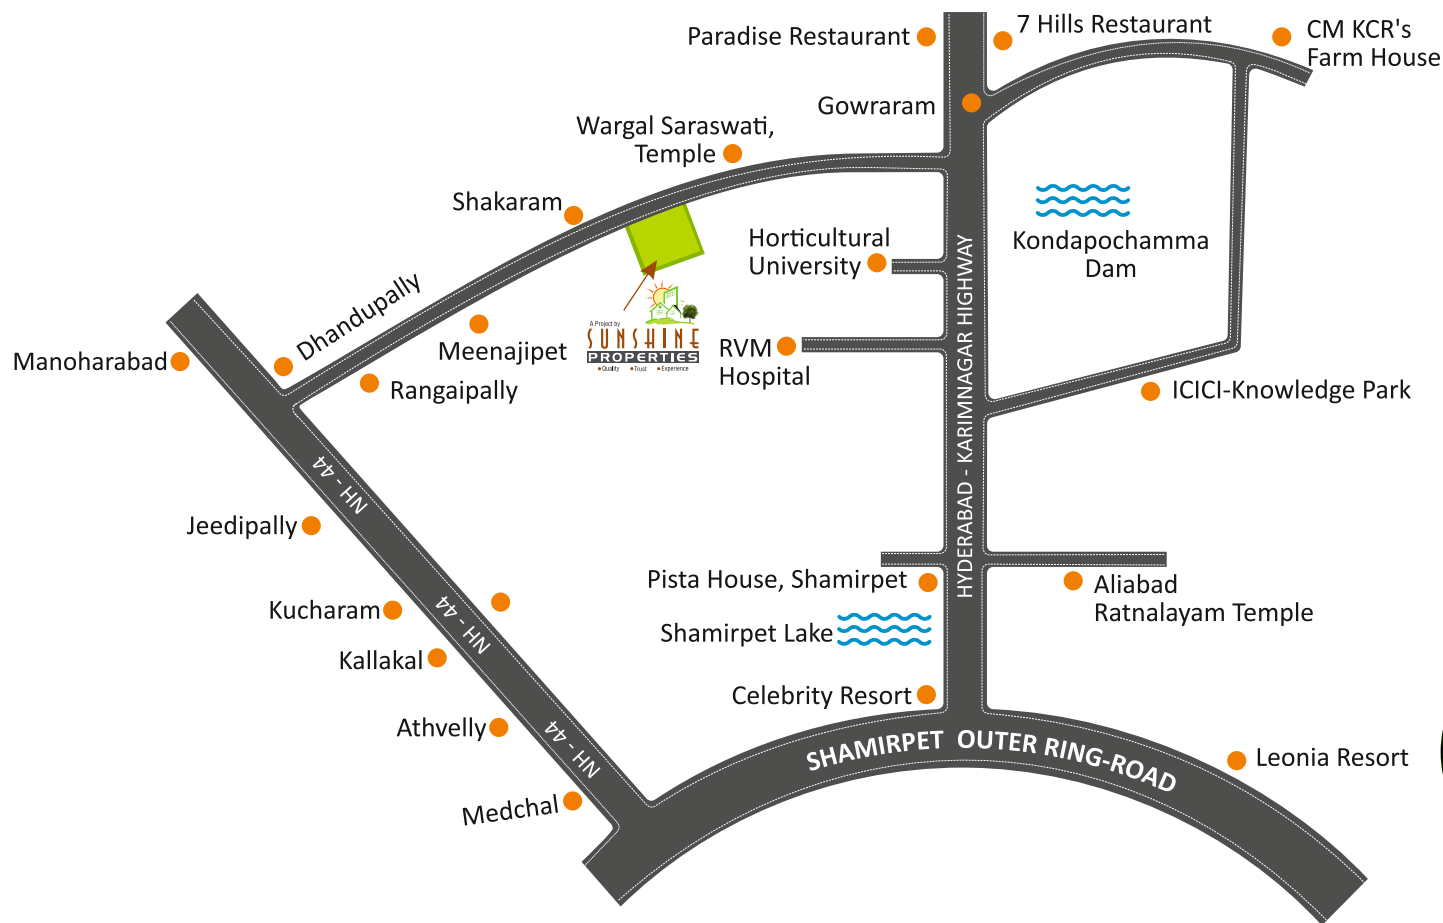 7 Hills Restaurant
Paradise Restaurant
CM KCR's
Farm House
Gowraram
Wargal Saraswati,
Temple
Shakaram
Horticultural
University
Kondapochamma
Dam
HYDERABAD - KARIMNAGAR HIGHWAY
Dhandupally
A Project by
SUNSHINE
PROPERTIES
•Quality •Trust •Experience
Meenajipet
RVM
Hospital
Manoharabad
Rangaipally
ICICI-Knowledge Park
NH - 44
Jeedipally
Pista House, Shamirpet
Aliabad
Ratnalayam Temple
Kucharam
NH - 44
Shamirpet Lake
Kallakal
Celebrity Resort
Athvelly
NH - 44
SHAMIRPET OUTER RING-ROAD
Leonia Resort
Medchal